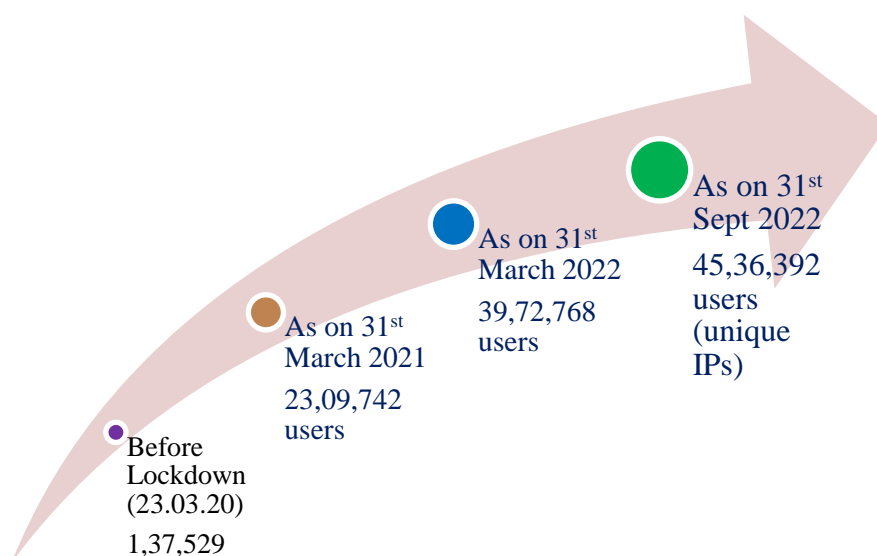 Before
Lockdown
(23.03.20)
1,37,529
As on 31st
March 2021
23,09,742
users
As on 31st
March 2022
39,72,768
users
As on 31st
Sept 2022
45,36,392
users
(unique
IPs)